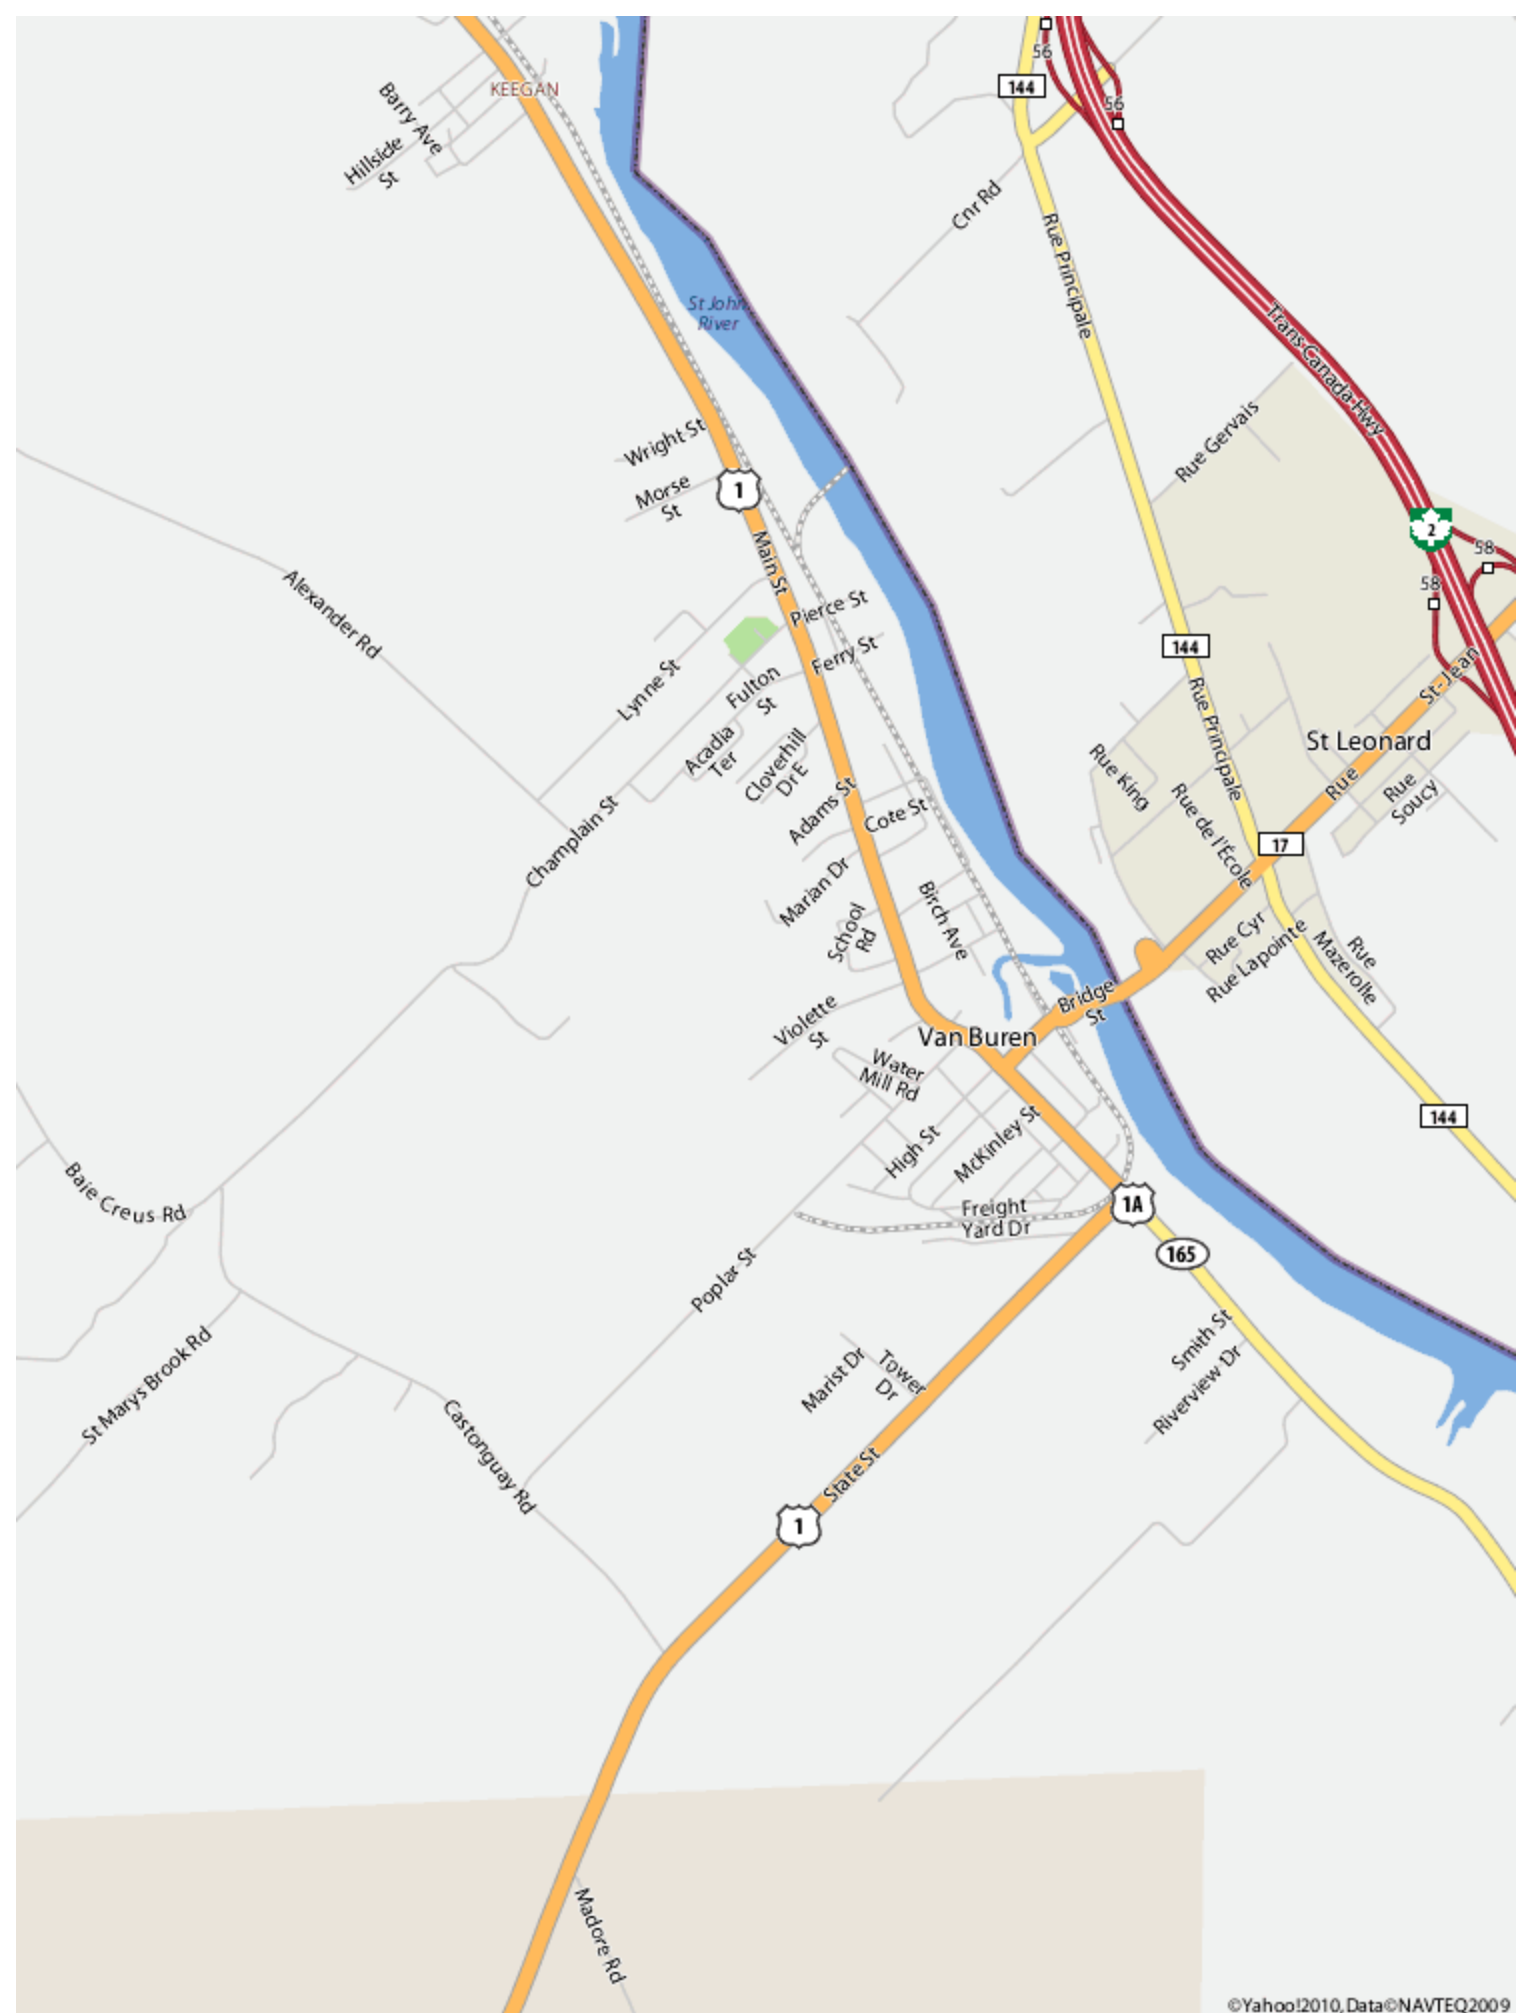 56
KEEGAN
144
56
Barry Ave
Hillside
St
Cnr Rd
Rue Principale
St John
River
Trans Canada Hwy
Wright St
Rue Gervais
Morse
St
1
2
Main St
58
58
Alexander Rd
Pierce St
Ferry St
144
Lynne St
Fulton
St
St-Jean
Rue Principale
Acadia
Ter
Cloverhill
Dr E
St Leonard
Rue King
Rue
Rue
Soucy
Adams St
Cote St
Rue de l'École
Champlain St
17
Marian Dr
School
Rd
Birch Ave
Rue Cyr
Rue Lapointe
Rue
Mazerolle
Bridge
St
Violette
St
Van Buren
Water
Mill Rd
144
High St
McKinley St
Baie Creus Rd
Freight
Yard Dr
1A
165
Poplar St
St Marys Brook Rd
Smith St
Riverview Dr
Marist Dr
Tower
Dr
Castonguay Rd
State St
1
Madore Rd
©Yahoo!2010, Data©NAVTEQ2009